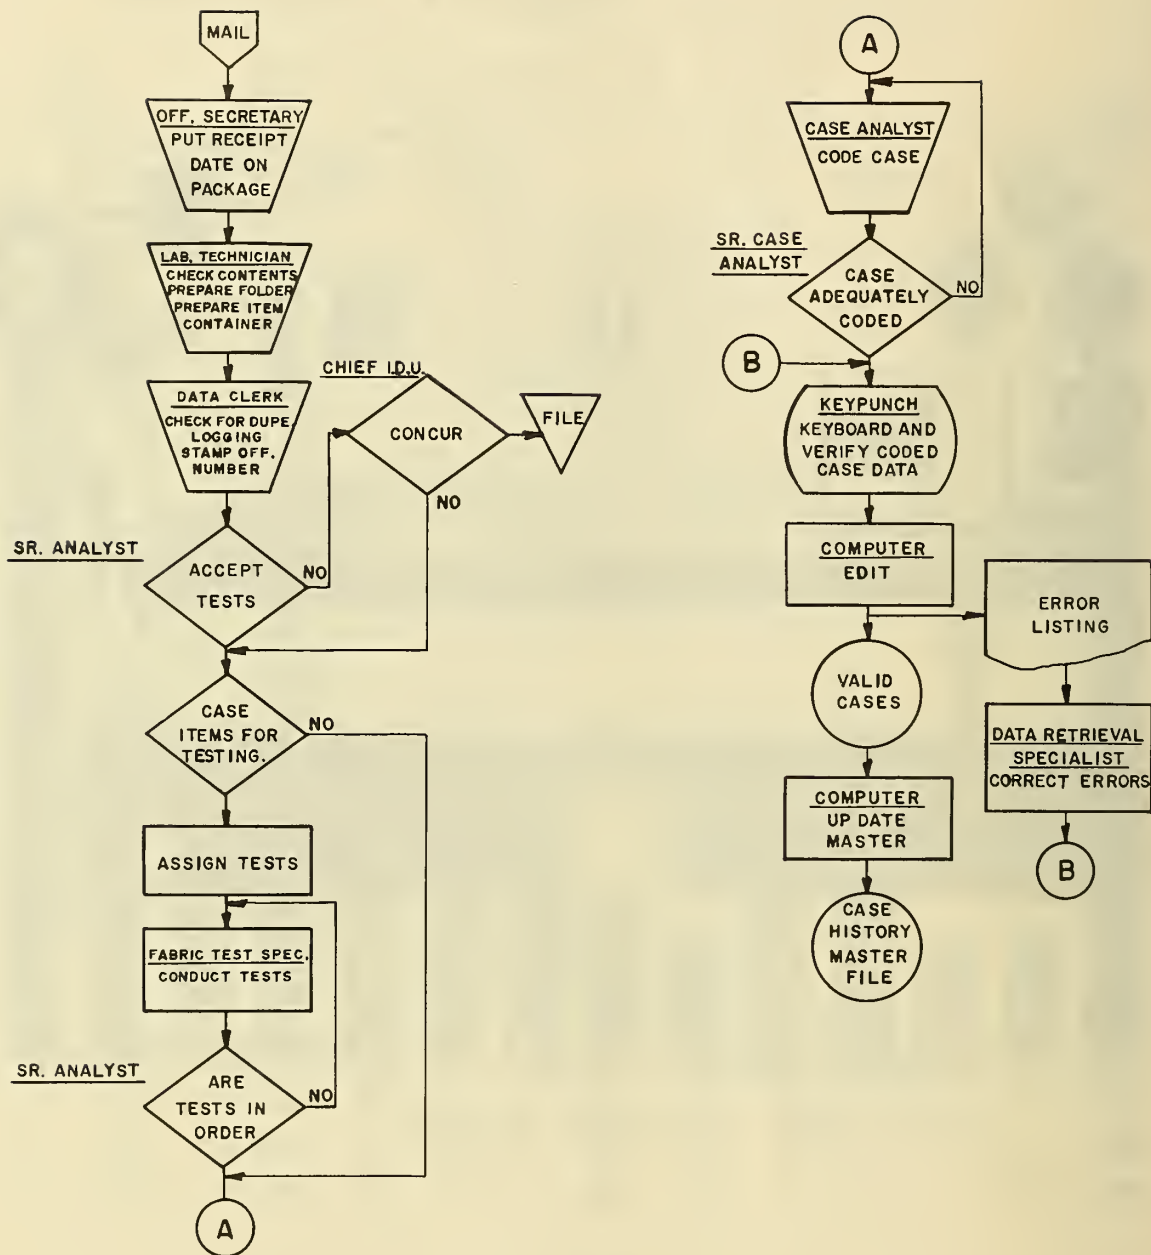 MAIL
OFF. SECRETARY
PUT RECEIPT
DATE ON
PACKAGE
LAB. TECHNICIAN
CHECK CONTENTS
PREPARE FOLDER
PREPARE ITEM
CONTAINER
DATA CLERK
CHECK FOR DUPE,
LOGGING
STAMP OFF.
NUMBER
CHIEF I.D.U.
CONCUR
FILE
NO
SR. ANALYST
ACCEPT
TESTS
NO
CASE
ITEMS FOR
TESTING.
NO
ASSIGN TESTS
FABRIC TEST SPEC.
CONDUCT TESTS
SR. ANALYST
ARE
TESTS IN
ORDER
NO
A
A
CASE ANALYST
CODE CASE
SR. CASE
ANALYST
CASE
ADEQUATELY
CODED
NO
B
KEYPUNCH
KEYBOARD AND
VERIFY CODED
CASE DATA
COMPUTER
EDIT
ERROR
LISTING
VALID
CASES
DATA RETRIEVAL
SPECIALIST
CORRECT ERRORS
COMPUTER
UP DATE
MASTER
B
CASE
HISTORY
MASTER
FILE